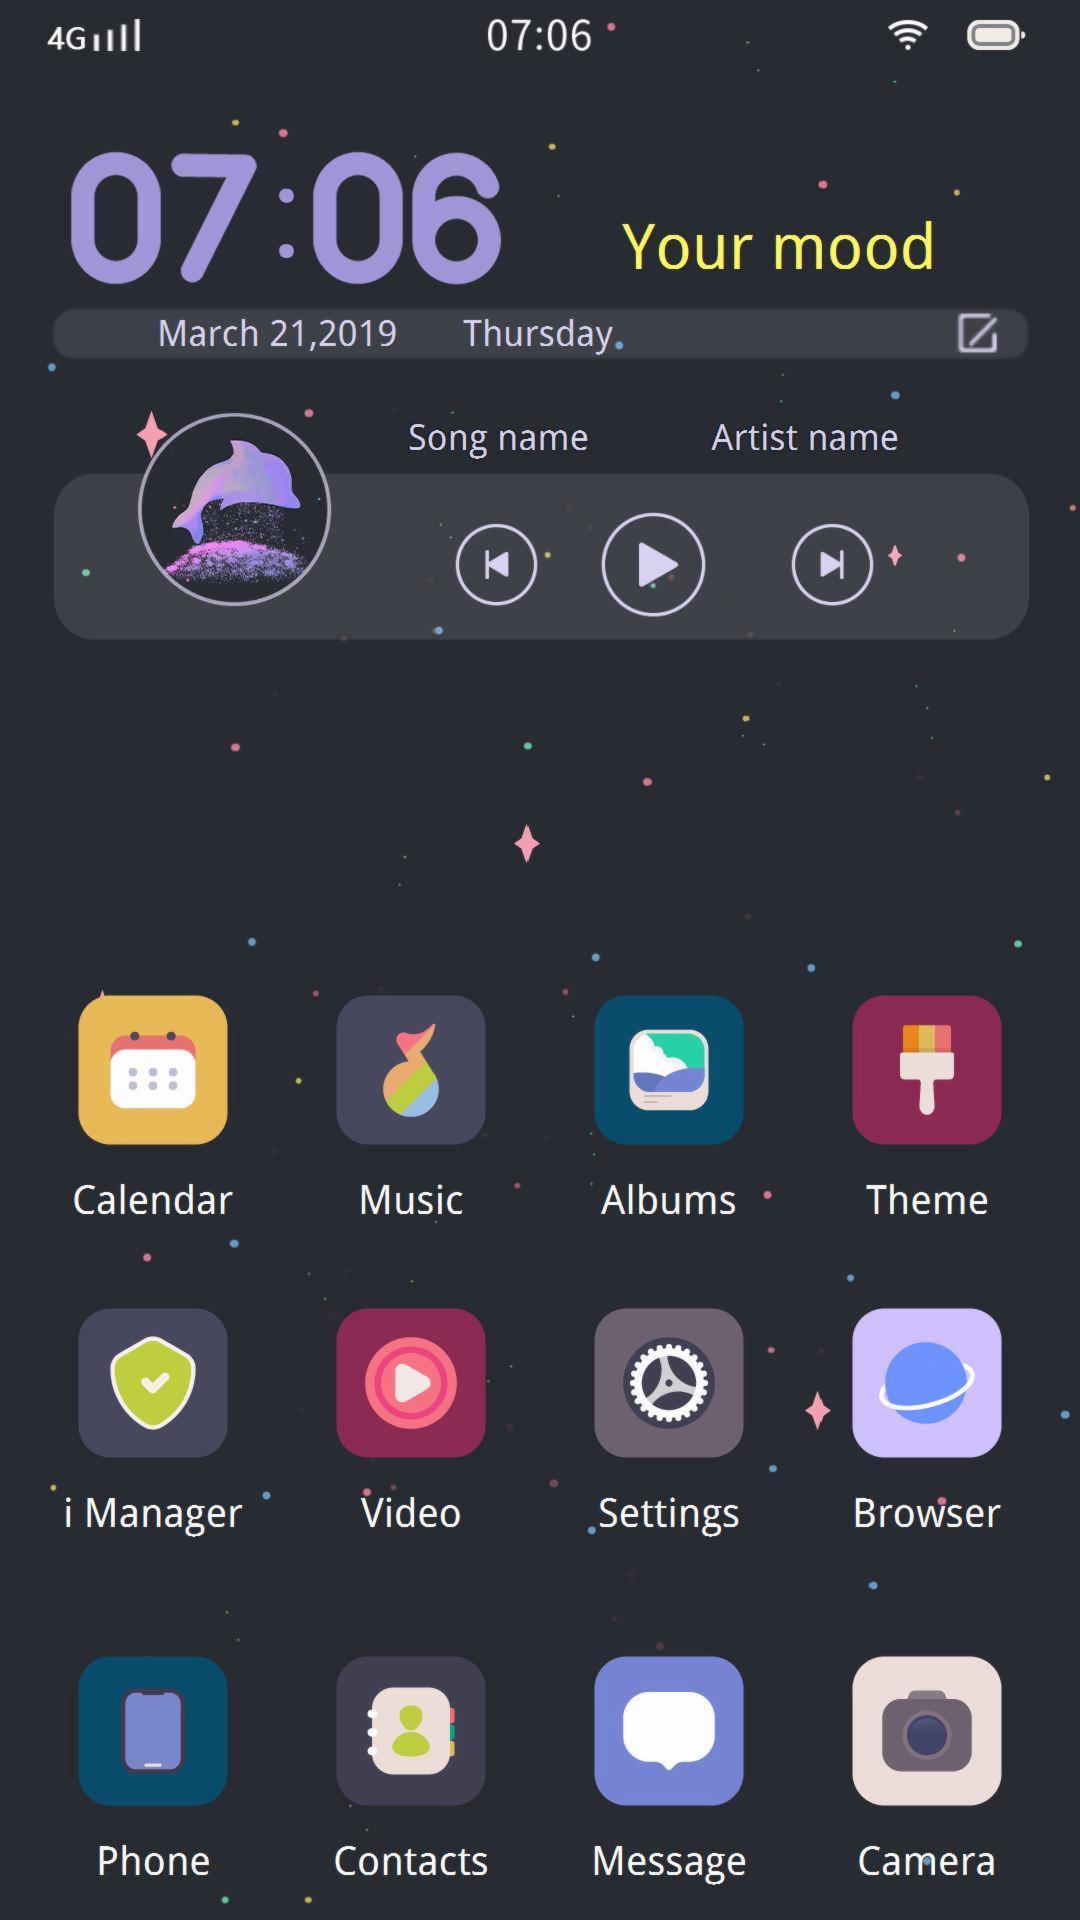 4G 07:06
07:06
Your mood
March 21,2019 Thursday
Song name Artist name
Calendar Music Albums Theme
i Manager Video Settings Browser
Phone Contacts Message Camera